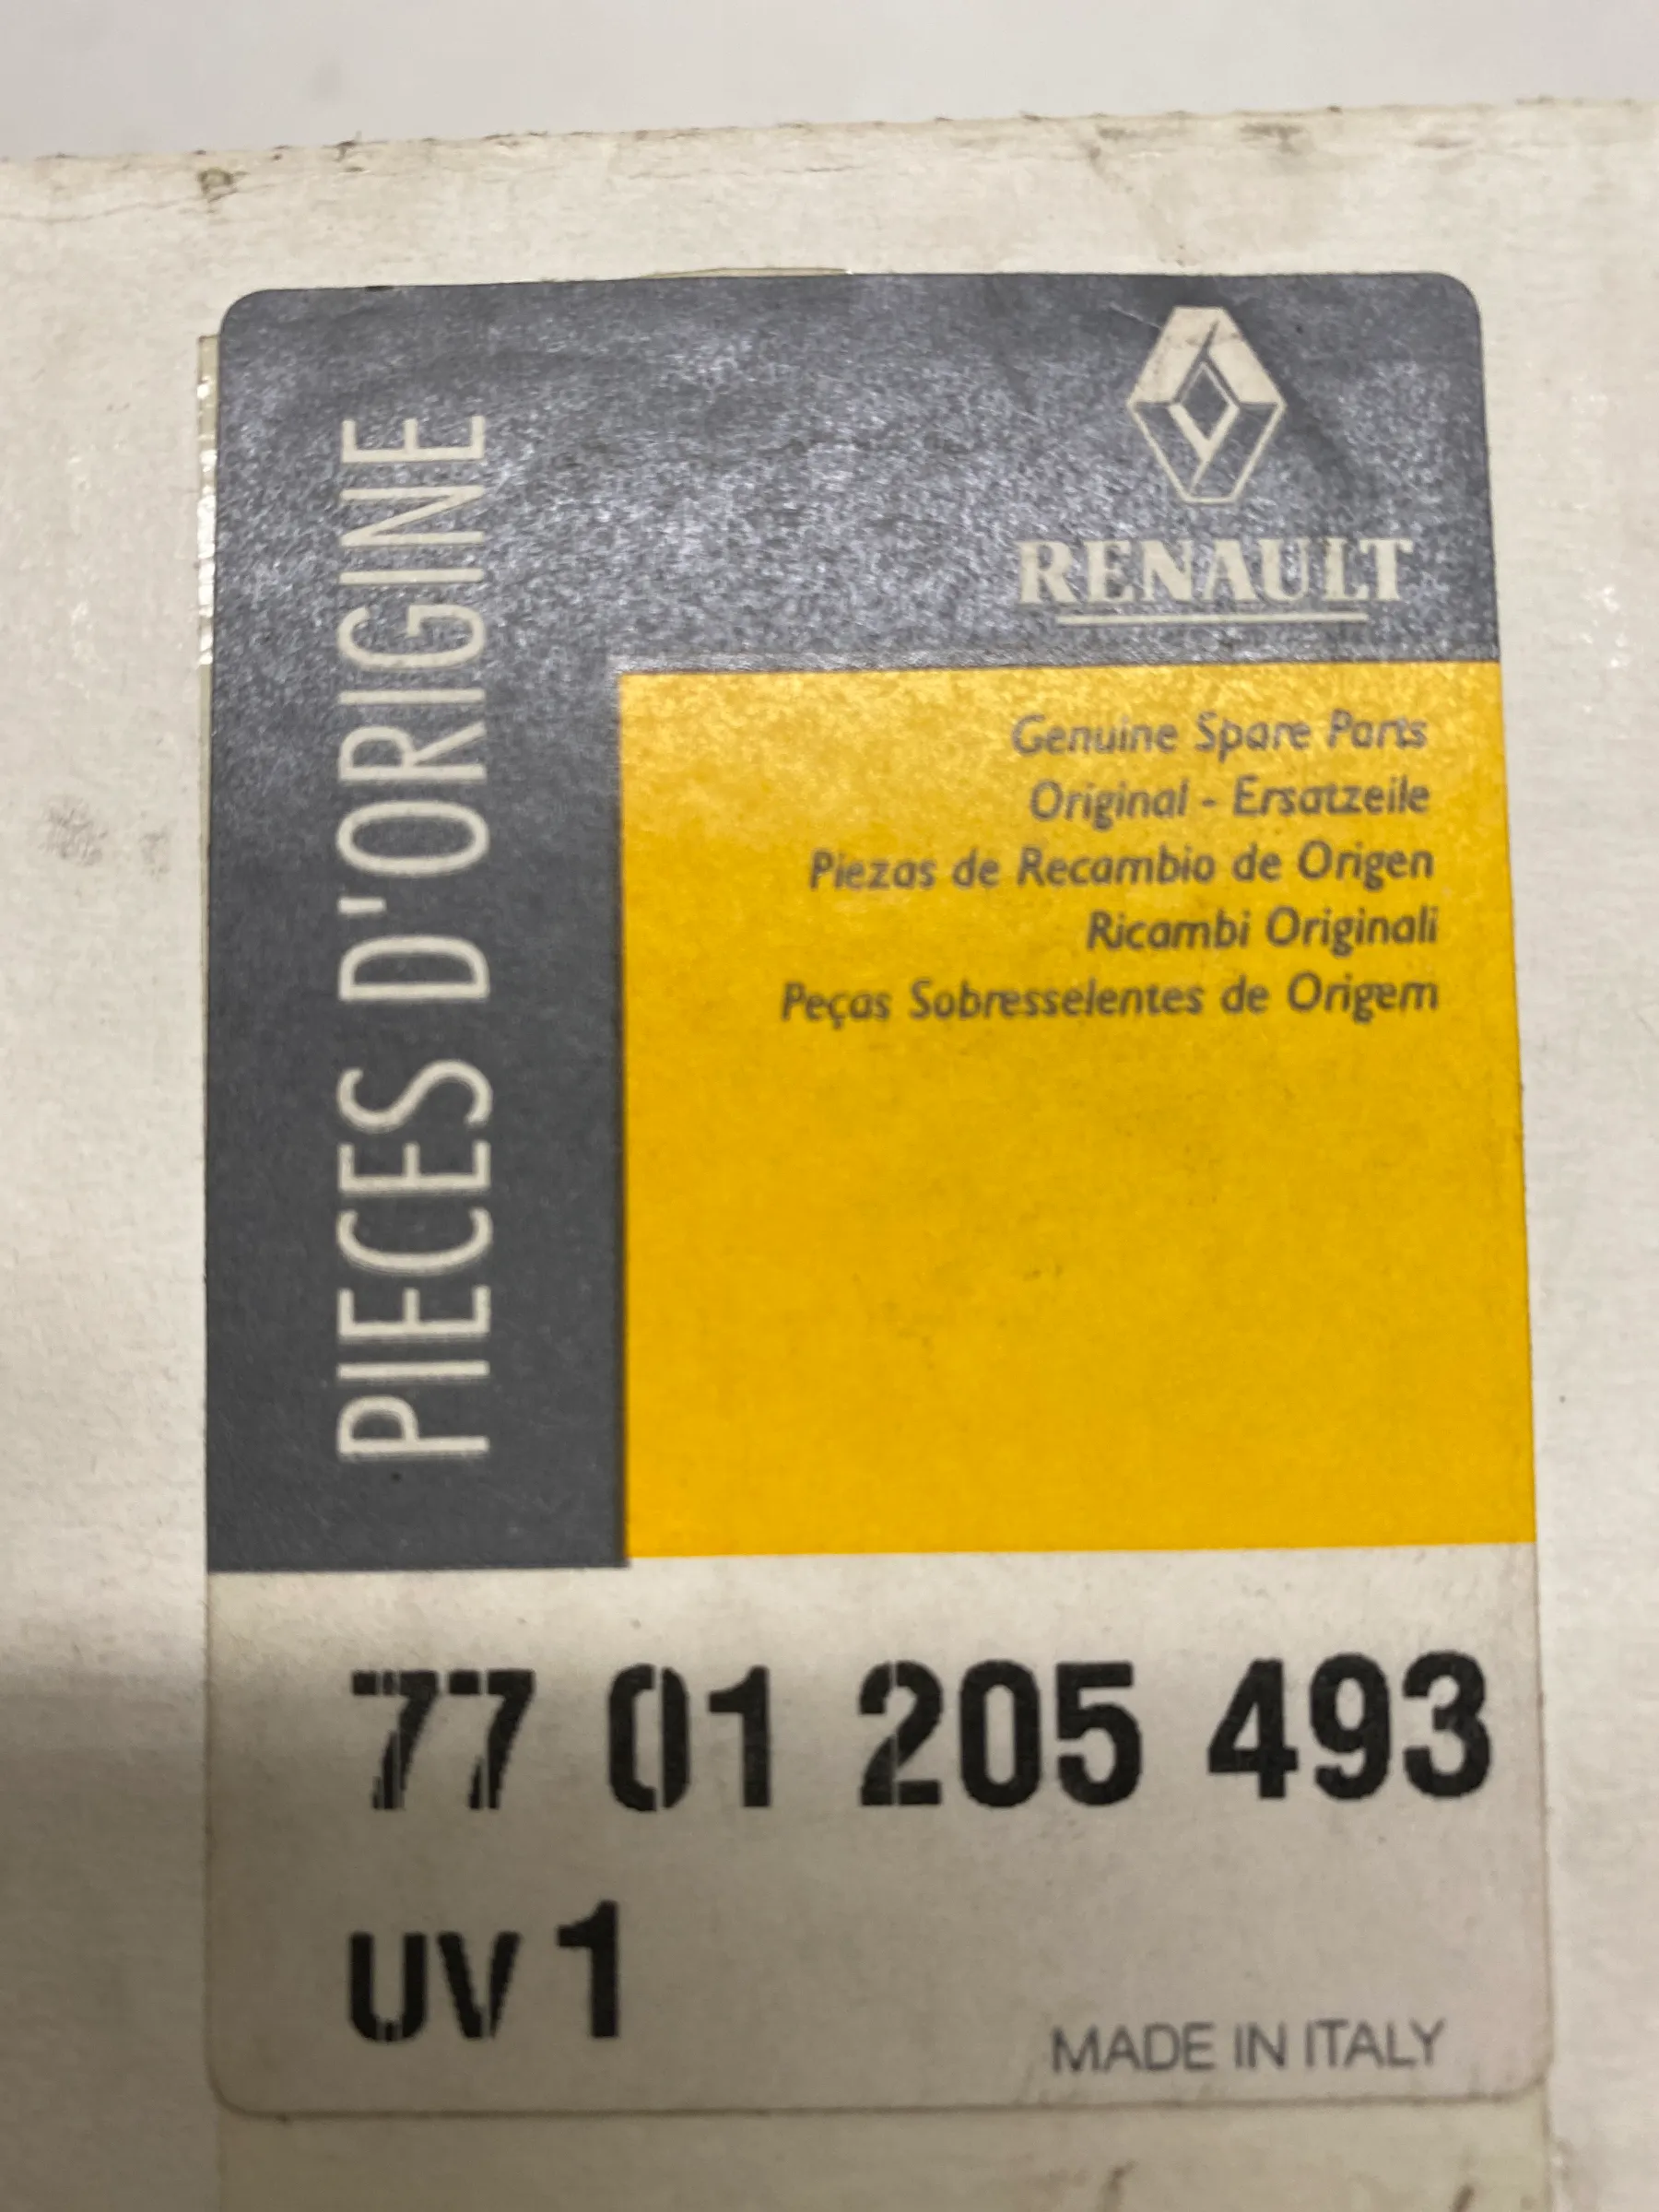 PIECES D'ORIGINE
RENAULT
Genuine Spare Parts
Original - Ersatzeile
Piezas de Recambio de Origen
Ricambi Originali
Peças Sobresselentes de Origem
77 01 205 493
UV 1
MADE IN ITALY